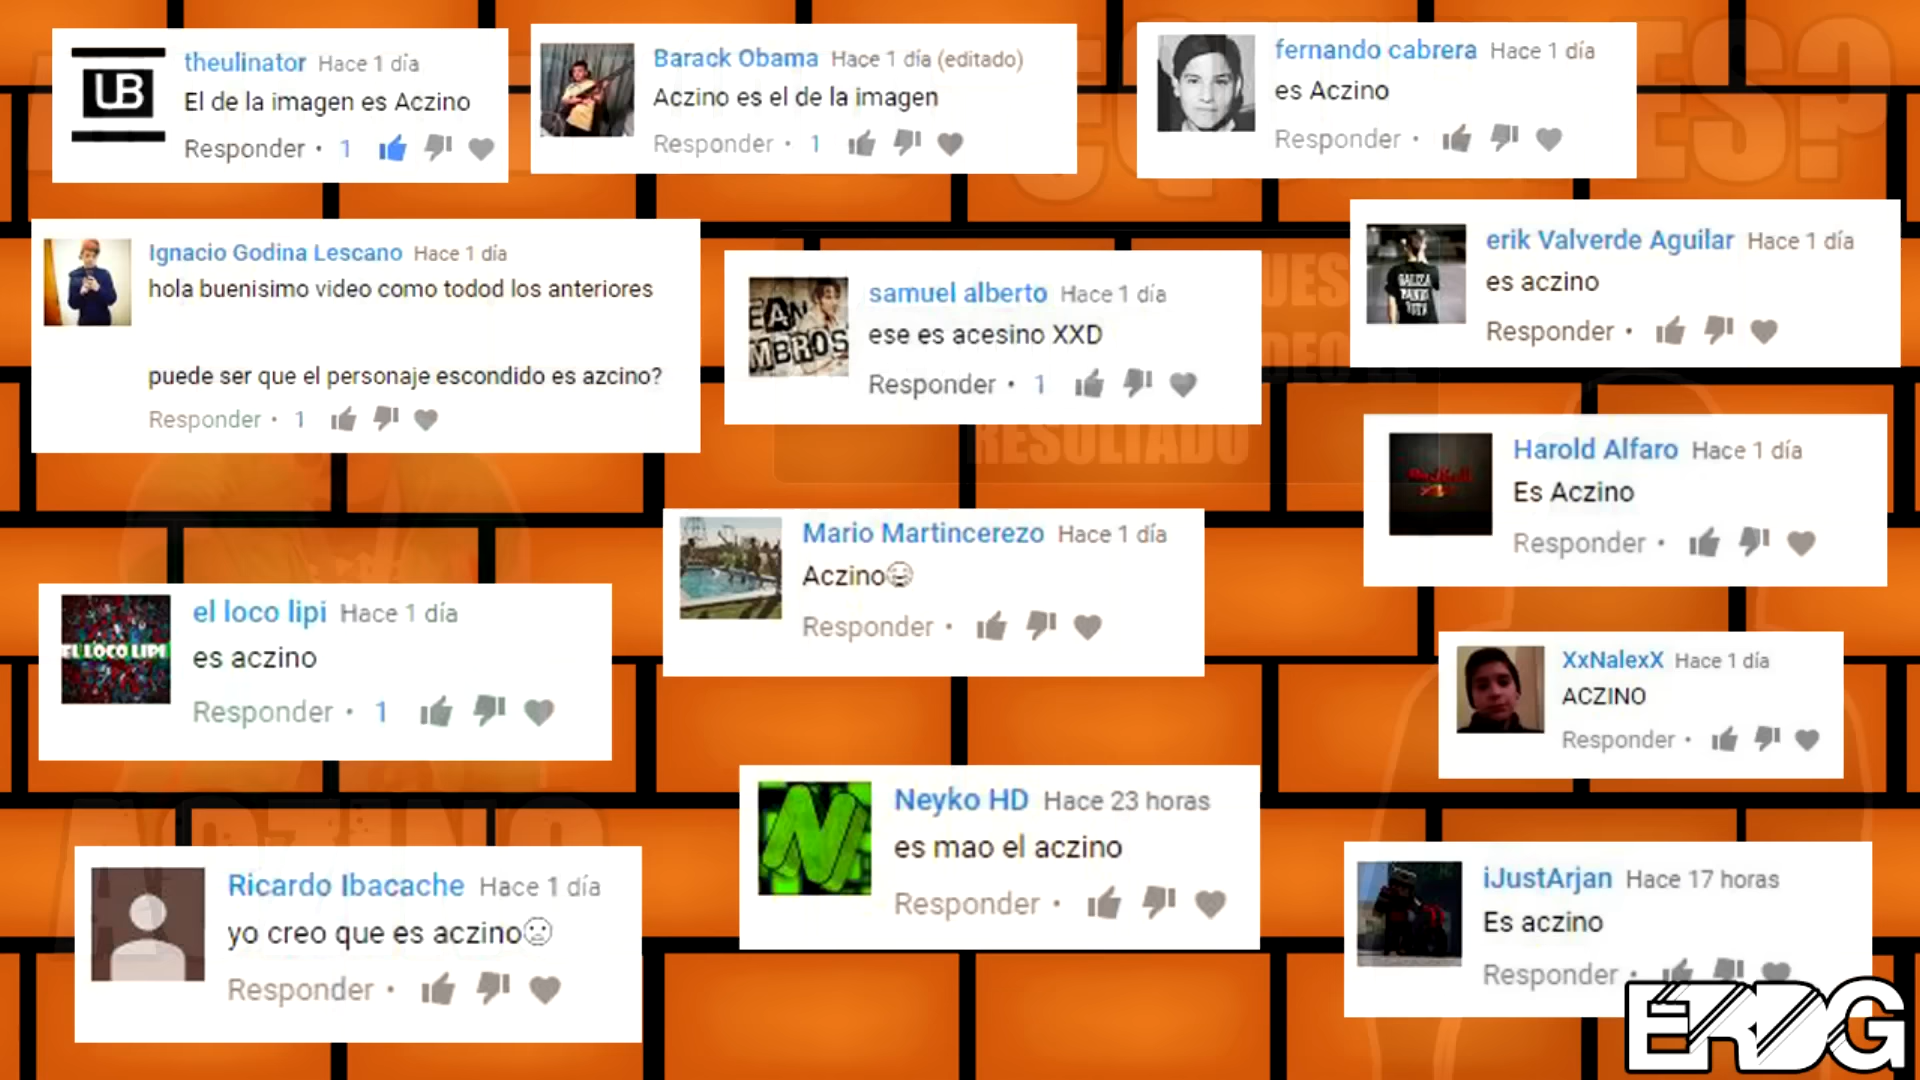 theulinator Hace 1 día
El de la imagen es Aczino
Responder · 1
Barack Obama Hace 1 día (editado)
Aczino es el de la imagen
Responder · 1
fernando cabrera Hace 1 día
es Aczino
Responder ·
Ignacio Godina Lescano Hace 1 día
hola buenisimo video como todod los anteriores
puede ser que el personaje escondido es azcino?
Responder · 1
samuel alberto Hace 1 día
ese es acesino XXD
Responder · 1
erik Valverde Aguilar Hace 1 día
es aczino
Responder ·
RESULTADO
Harold Alfaro Hace 1 día
Es Aczino
Responder ·
Mario Martincerezo Hace 1 día
Aczino
Responder ·
EL LOCO LIPI
el loco lipi Hace 1 día
es aczino
Responder · 1
XxNalexX Hace 1 día
ACZINO
Responder ·
Neyko HD Hace 23 horas
es mao el aczino
Responder ·
ACZINO
Ricardo Ibacache Hace 1 día
yo creo que es aczino
Responder ·
iJustArjan Hace 17 horas
Es aczino
Responder ·
ERDG